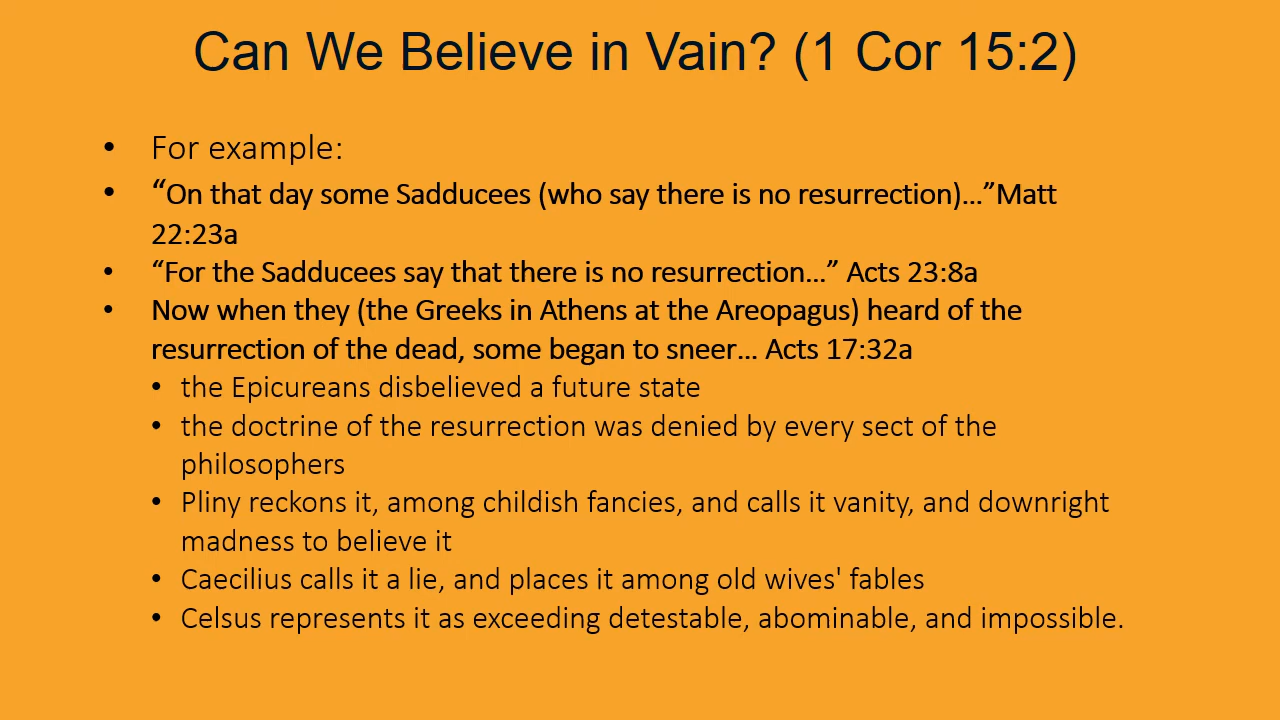 Can We Believe in Vain? (1 Cor 15:2)
• For example:
• “On that day some Sadducees (who say there is no resurrection)…”Matt
22:23a
• “For the Sadducees say that there is no resurrection…” Acts 23:8a
• Now when they (the Greeks in Athens at the Areopagus) heard of the
resurrection of the dead, some began to sneer… Acts 17:32a
• the Epicureans disbelieved a future state
• the doctrine of the resurrection was denied by every sect of the
philosophers
• Pliny reckons it, among childish fancies, and calls it vanity, and downright
madness to believe it
• Caecilius calls it a lie, and places it among old wives' fables
• Celsus represents it as exceeding detestable, abominable, and impossible.